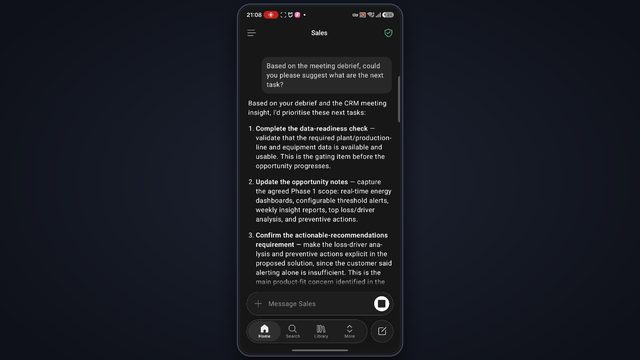 21:08
Sales
Based on the meeting debrief, could
you please suggest what are the next
task?
Based on your debrief and the CRM meeting
insight, I'd prioritise these next tasks:
1. Complete the data-readiness check —
validate that the required plant/production-
line and equipment data is available and
usable. This is the gating item before the
opportunity progresses.
2. Update the opportunity notes — capture
the agreed Phase 1 scope: real-time energy
dashboards, configurable threshold alerts,
weekly insight reports, top loss/driver
analysis, and preventive actions.
3. Confirm the actionable-recommendations
requirement — make the loss-driver ana-
lysis and preventive actions explicit in the
proposed solution, since the customer said
alerting alone is insufficient. This is the
main product-fit concern identified in the
Message Sales
Home
Search
Library
More